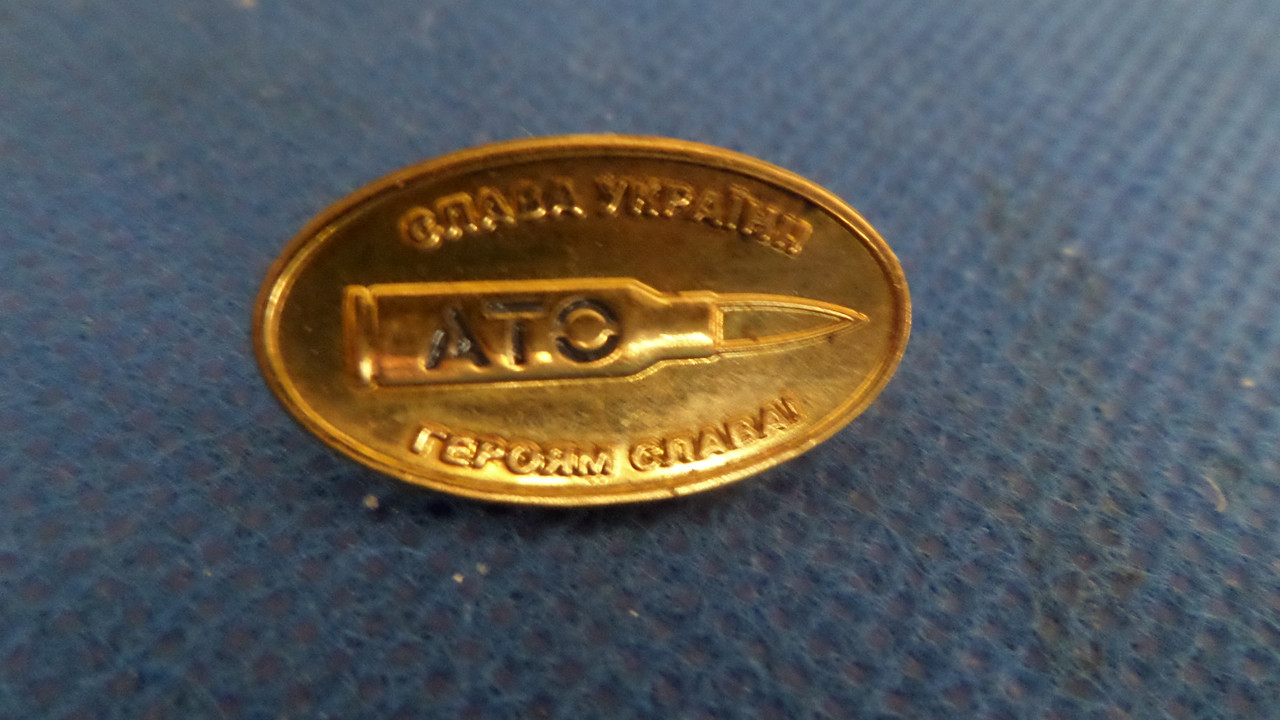 СЛАВА УКРАЇНІ
АТО
ГЕРОЯМ СЛАВА!